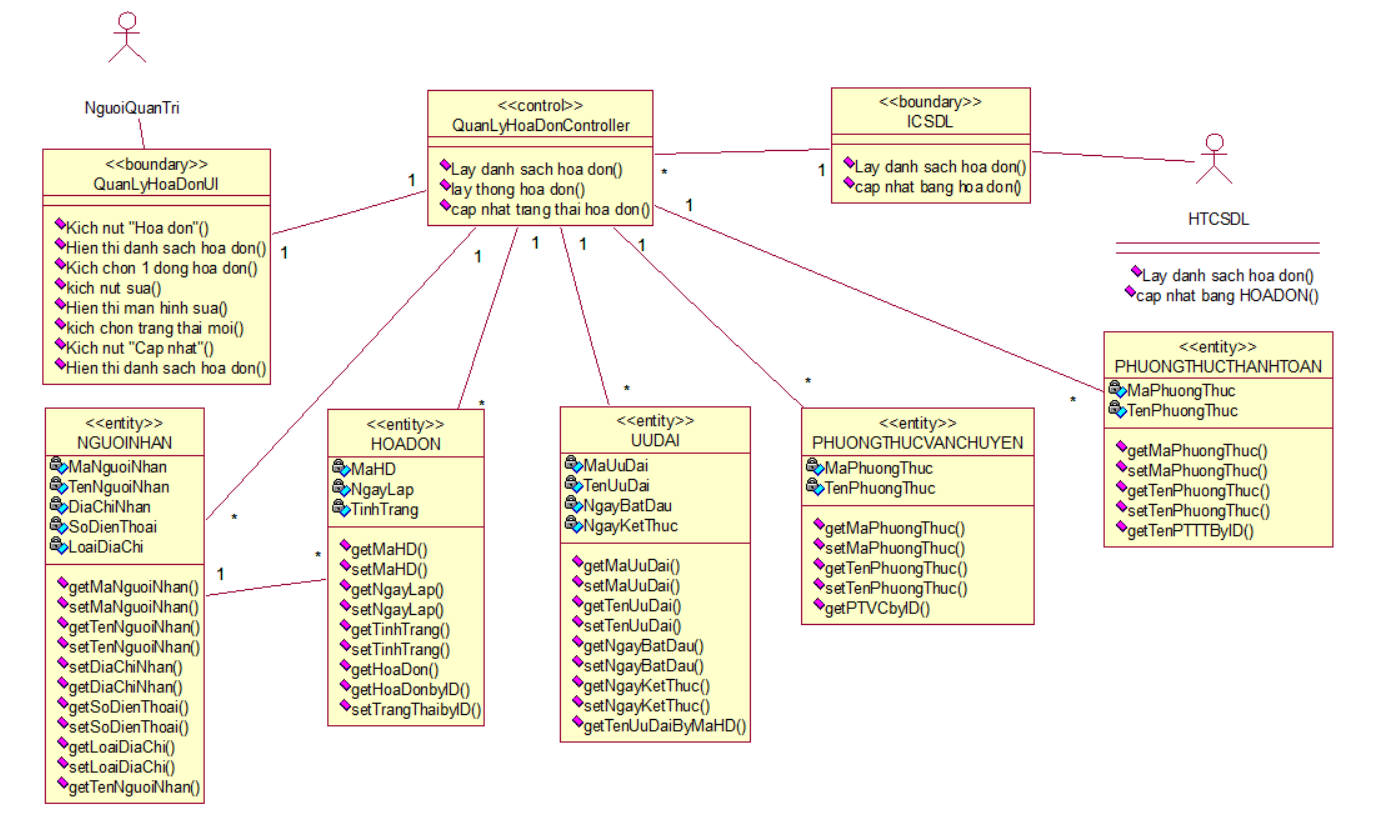 NguoiQuanTri
<<boundary>>
QuanLyHoaDonUI
Kich nut "Hoa don"()
Hien thi danh sach hoa don()
Kich chon 1 dong hoa don()
kich nut sua()
Hien thi man hinh sua()
kich chon trang thai moi()
Kich nut "Cap nhat"()
Hien thi danh sach hoa don()
1
1
<<control>>
QuanLyHoaDonController
Lay danh sach hoa don()
lay thong hoa don()
cap nhat trang thai hoa don()
*
1
<<boundary>>
ICSDL
Lay danh sach hoa don()
cap nhat bang hoa don()
HTCSDL
Lay danh sach hoa don()
cap nhat bang HOADON()
1
1
1
1
1
*
*
*
*
*
<<entity>>
NGUOINHAN
MaNguoiNhan
TenNguoiNhan
DiaChiNhan
SoDienThoai
LoaiDiaChi
getMaNguoiNhan()
setMaNguoiNhan()
getTenNguoiNhan()
setTenNguoiNhan()
setDiaChiNhan()
getDiaChiNhan()
getSoDienThoai()
setSoDienThoai()
getLoaiDiaChi()
setLoaiDiaChi()
getTenNguoiNhan()
1
*
<<entity>>
HOADON
MaHD
NgayLap
TinhTrang
getMaHD()
setMaHD()
getNgayLap()
setNgayLap()
getTinhTrang()
setTinhTrang()
getHoaDon()
getHoaDonbyID()
setTrangThaibyID()
<<entity>>
UUDAI
MaUuDai
TenUuDai
NgayBatDau
NgayKetThuc
getMaUuDai()
setMaUuDai()
getTenUuDai()
setTenUuDai()
getNgayBatDau()
setNgayBatDau()
getNgayKetThuc()
setNgayKetThuc()
getTenUuDaiByMaHD()
<<entity>>
PHUONGTHUCVANCHUYEN
MaPhuongThuc
TenPhuongThuc
getMaPhuongThuc()
setMaPhuongThuc()
getTenPhuongThuc()
setTenPhuongThuc()
getPTVCbyID()
<<entity>>
PHUONGTHUCTHANHTOAN
MaPhuongThuc
TenPhuongThuc
getMaPhuongThuc()
setMaPhuongThuc()
getTenPhuongThuc()
setTenPhuongThuc()
getTenPTTTByID()